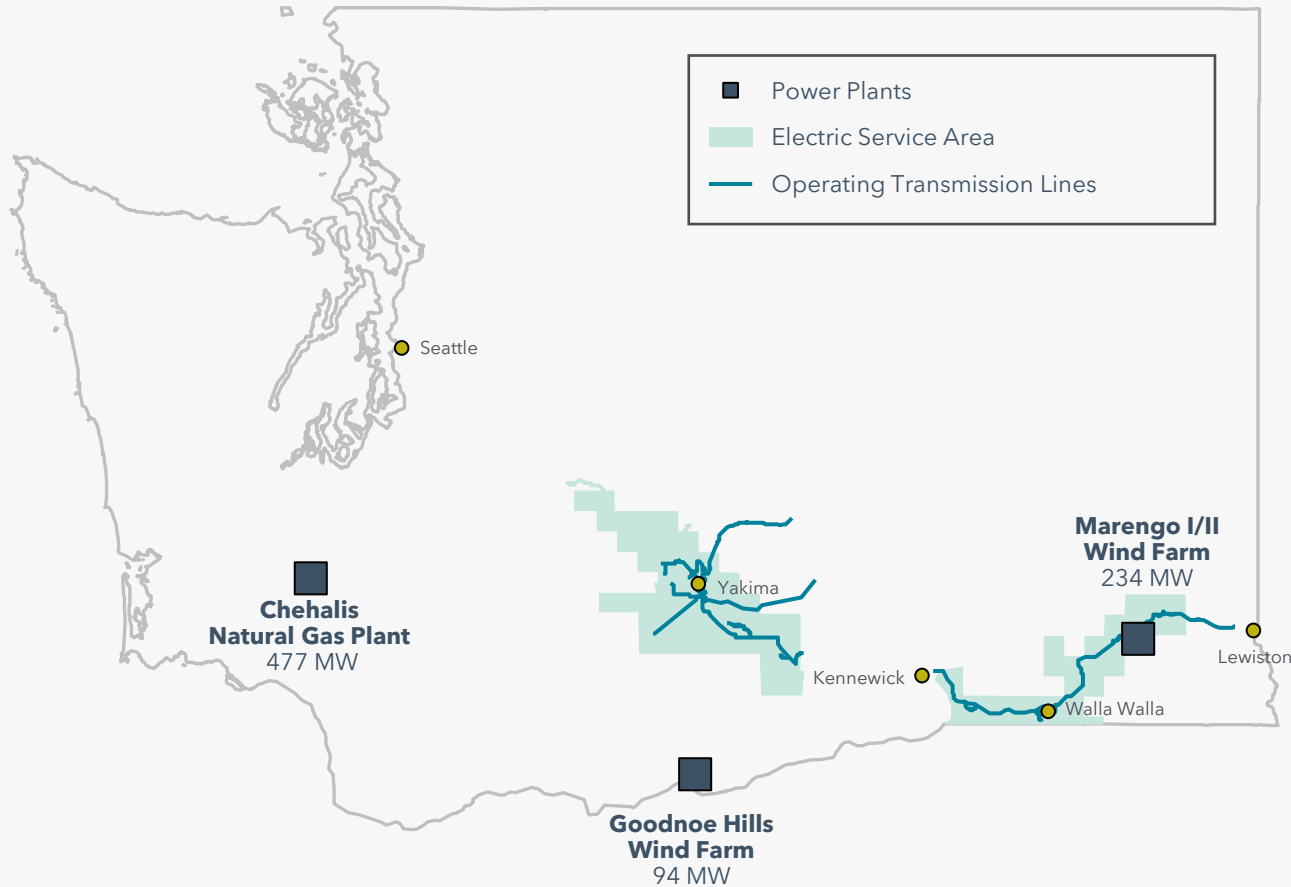 Power Plants
Electric Service Area
Operating Transmission Lines
Seattle
Marengo I/II
Wind Farm
234 MW
Yakima
Chehalis
Natural Gas Plant
477 MW
Lewiston
Kennewick
Walla Walla
Goodnoe Hills
Wind Farm
94 MW